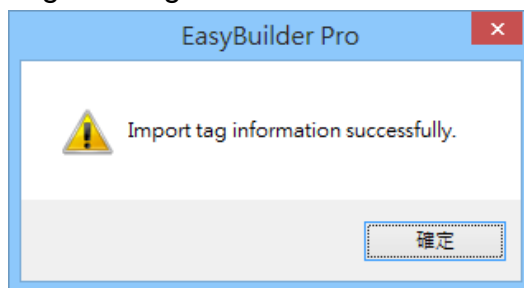 EasyBuilder Pro
Import tag information successfully.
確定